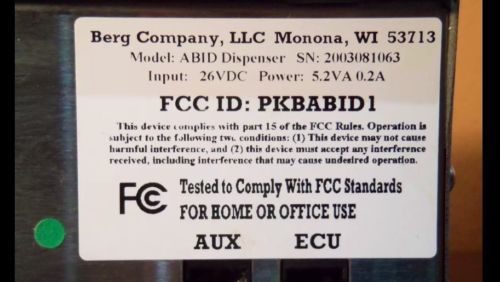 Berg Company, LLC Monona, WI 53713
Model: ABID Dispenser SN: 2003081063
Input: 26VDC Power: 5.2VA 0.2A
FCC ID: PKBABID1
This device complies with part 15 of the FCC Rules. Operation is
subject to the following two conditions: (1) This device may not cause
harmful interference, and (2) this device must accept any interference
received, including interference that may cause undesired operation.
FCC Tested to Comply With FCC Standards
FOR HOME OR OFFICE USE
AUX ECU